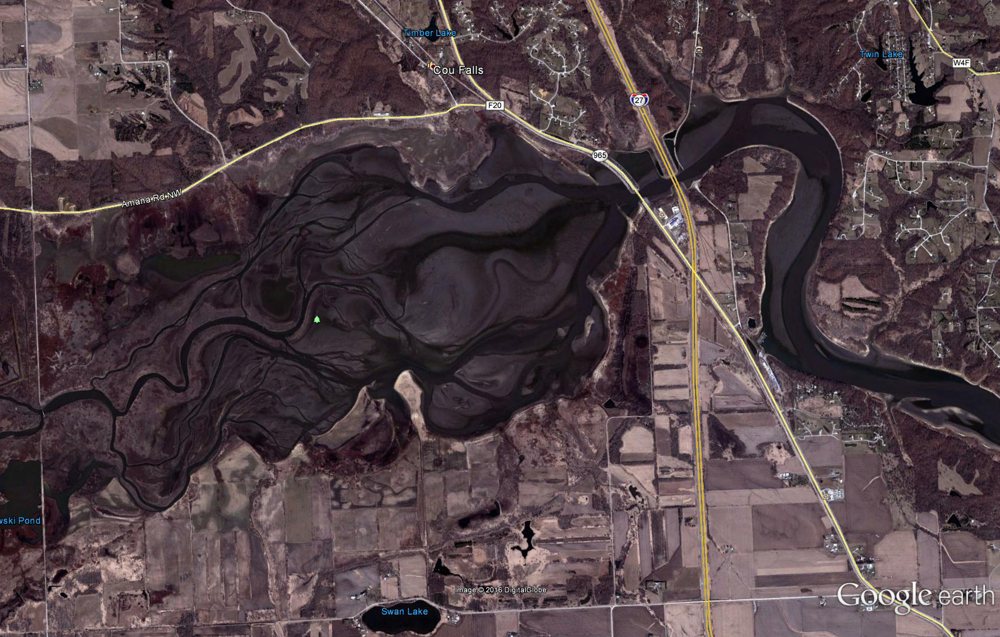 Timber Lake
Twin Lake
W4F
Cou Falls
27
F20
965
Amana Rd NW
wski Pond
Image © 2016 DigitalGlobe
Google earth
Swan Lake